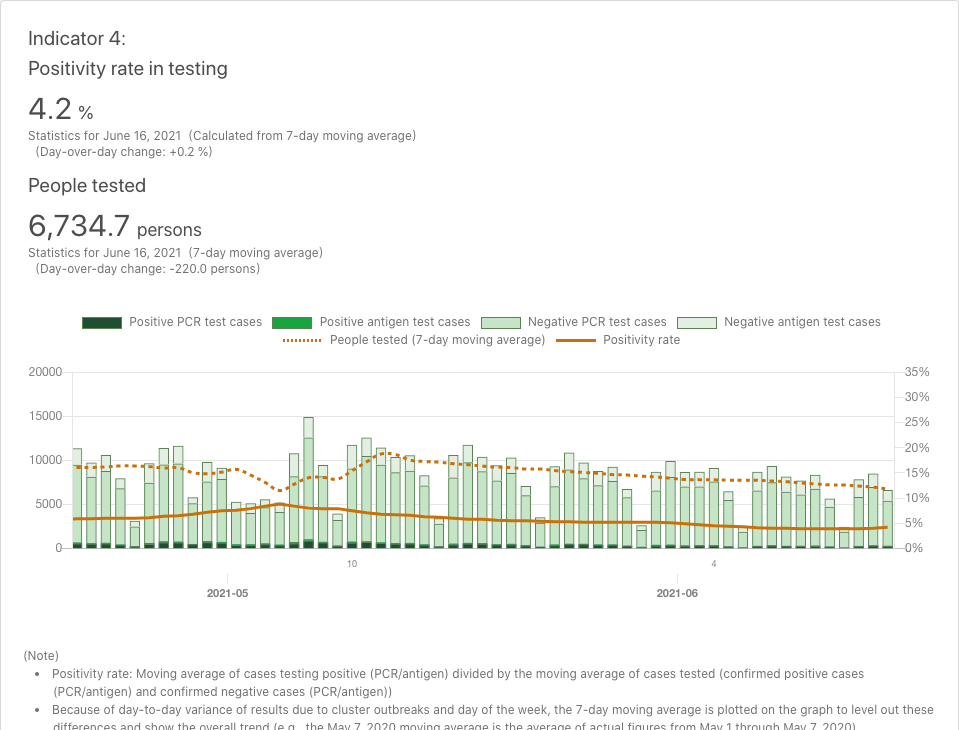 Indicator 4:
Positivity rate in testing
4.2 %
Statistics for June 16, 2021 (Calculated from 7-day moving average)
(Day-over-day change: +0.2 %)
People tested
6,734.7 persons
Statistics for June 16, 2021 (7-day moving average)
(Day-over-day change: -220.0 persons)
Positive PCR test cases Positive antigen test cases Negative PCR test cases Negative antigen test cases
People tested (7-day moving average) Positivity rate
20000 35%
30%
15000 25%
20%
10000 15%
10%
5000 5%
0 0%
10 4
2021-05 2021-06
(Note)
• Positivity rate: Moving average of cases testing positive (PCR/antigen) divided by the moving average of cases tested (confirmed positive cases
(PCR/antigen) and confirmed negative cases (PCR/antigen))
• Because of day-to-day variance of results due to cluster outbreaks and day of the week, the 7-day moving average is plotted on the graph to level out these
differences and show the overall trend (e.g., the May 7, 2020 moving average is the average of actual figures from May 1 through May 7, 2020)